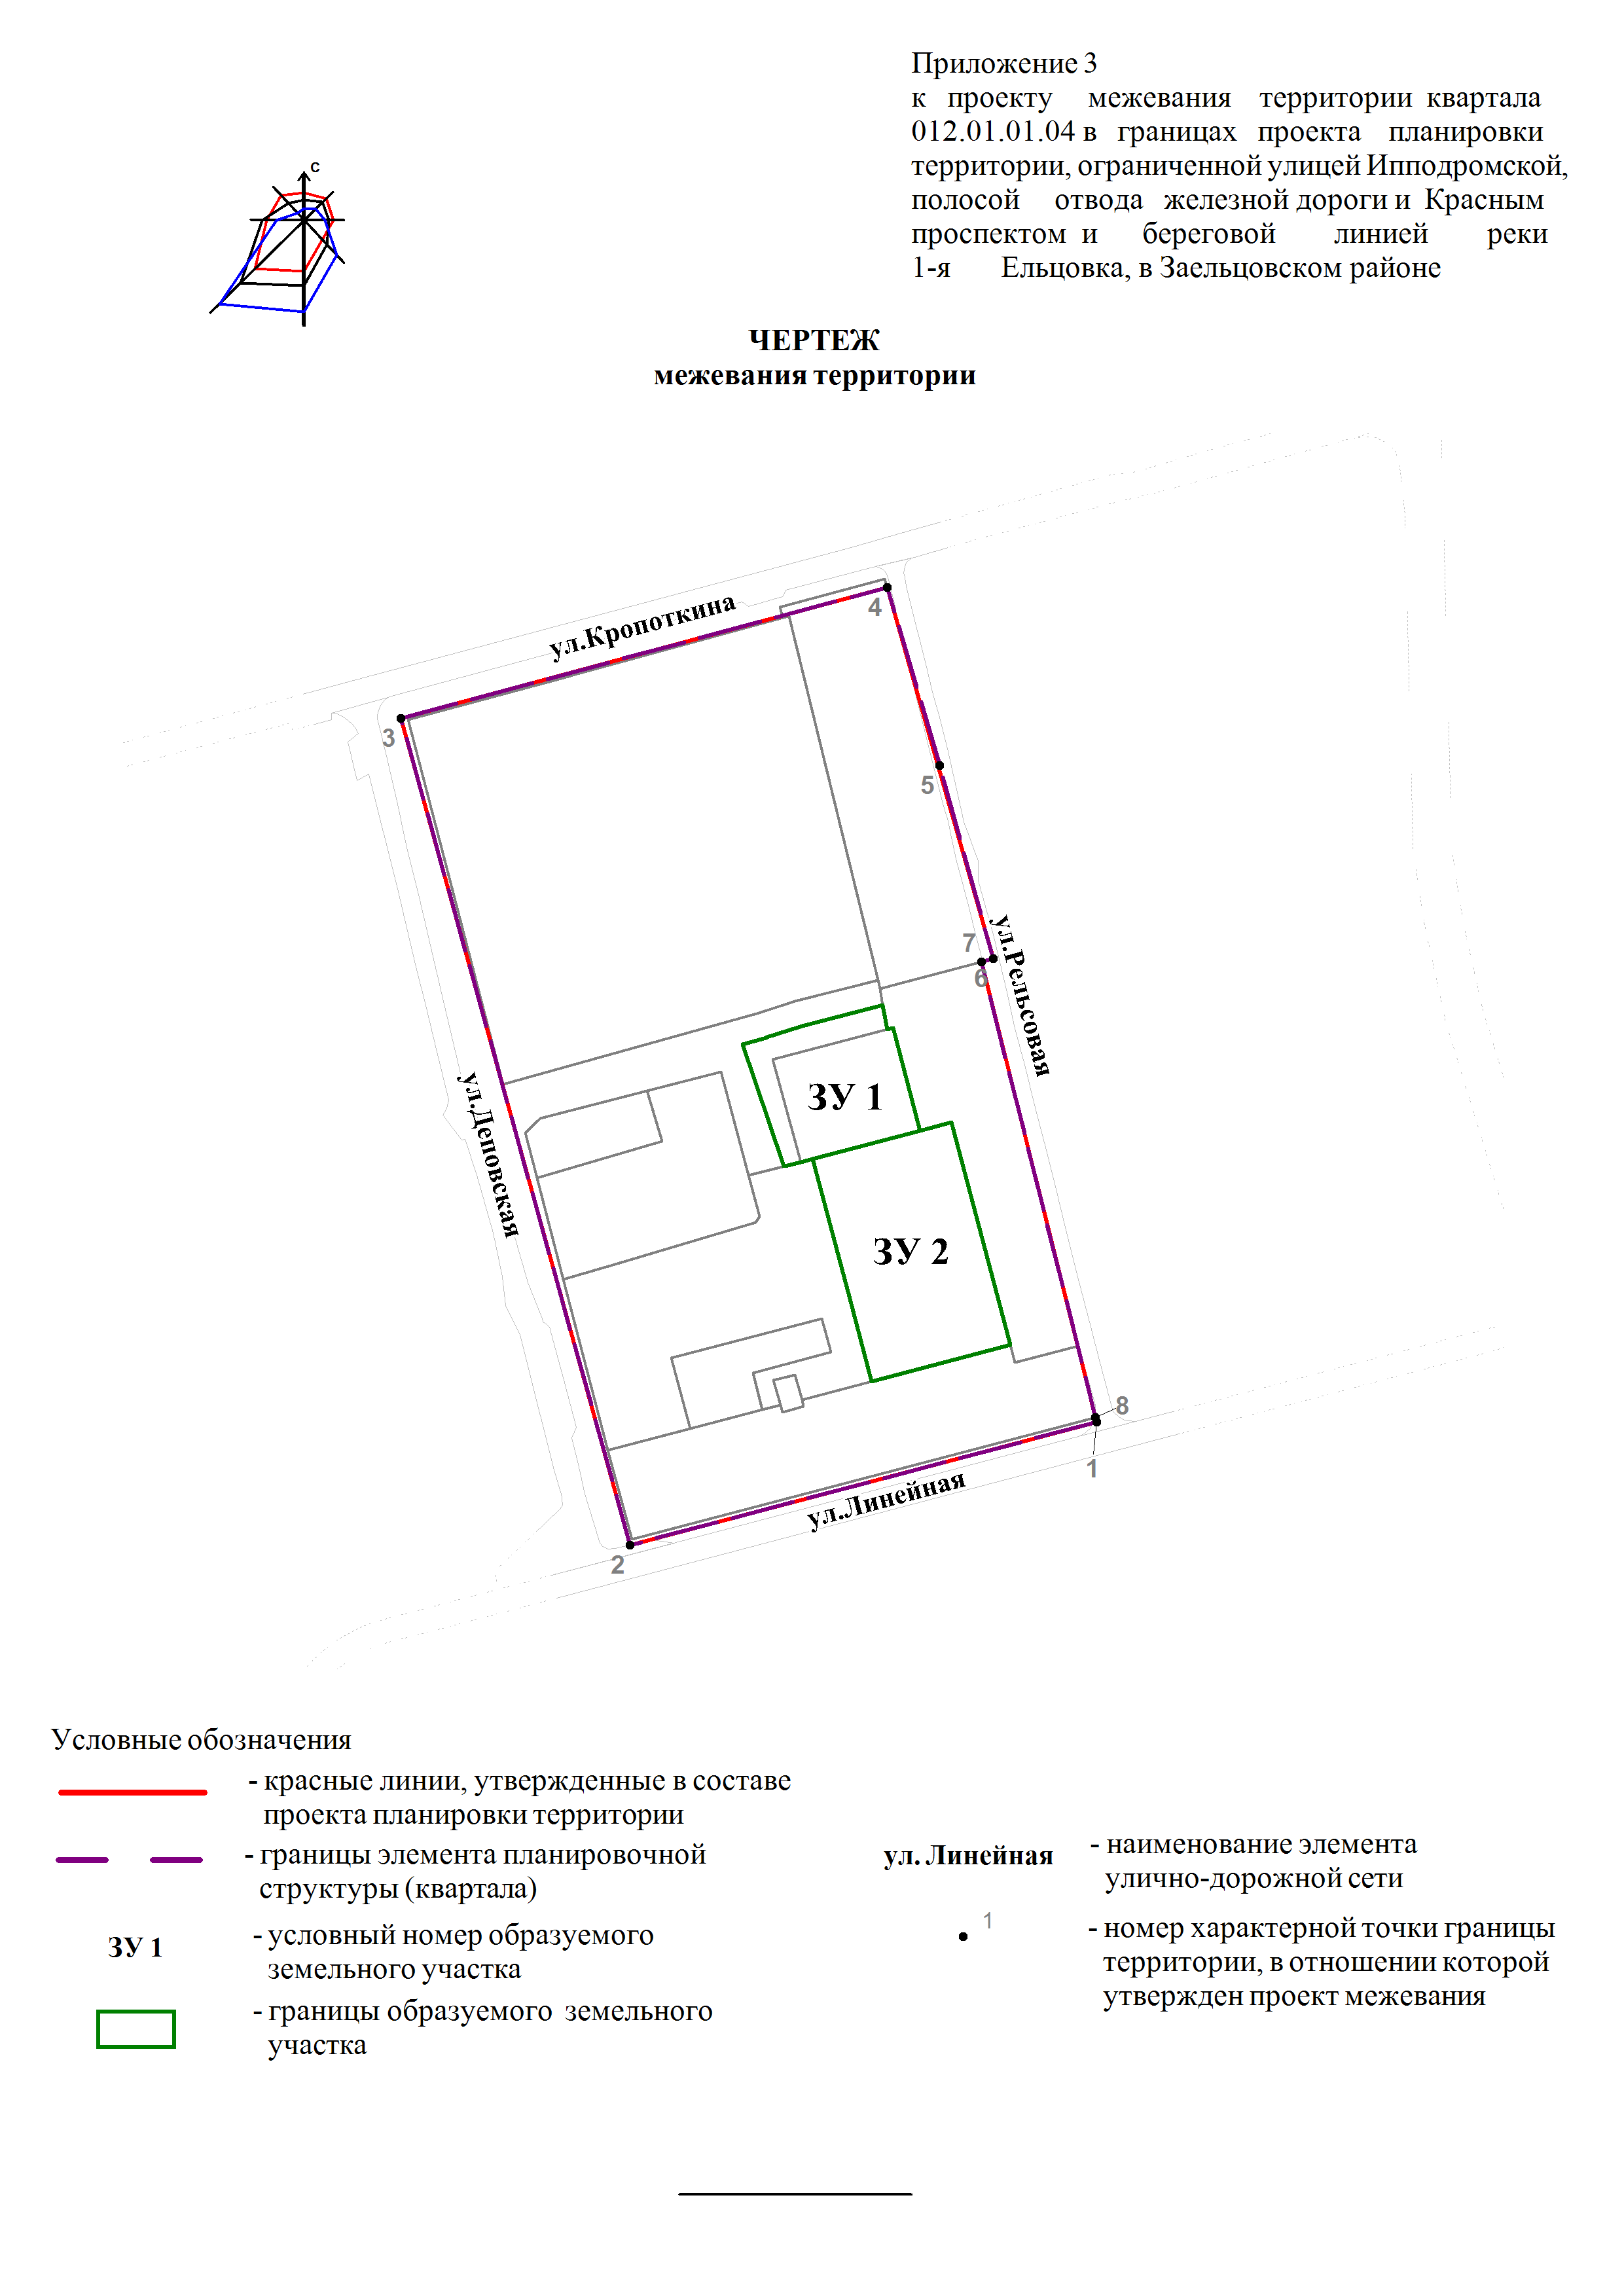 Приложение 3
к проекту межевания территории квартала
012.01.01.04 в границах проекта планировки
территории, ограниченной улицей Ипподромской,
полосой отвода железной дороги и Красным
проспектом и береговой линией реки
1-я Ельцовка, в Заельцовском районе
С
ЧЕРТЕЖ
межевания территории
4
ул.Кропоткина
3
5
7
6
ул.Рельсовая
ЗУ 1
ул.Деповская
ЗУ 2
8
1
ул.Линейная
2
Условные обозначения
- красные линии, утвержденные в составе
проекта планировки территории
- границы элемента планировочной
структуры (квартала)
ЗУ 1
- условный номер образуемого
земельного участка
- границы образуемого земельного
участка
ул. Линейная
- наименование элемента
улично-дорожной сети
1
- номер характерной точки границы
территории, в отношении которой
утвержден проект межевания